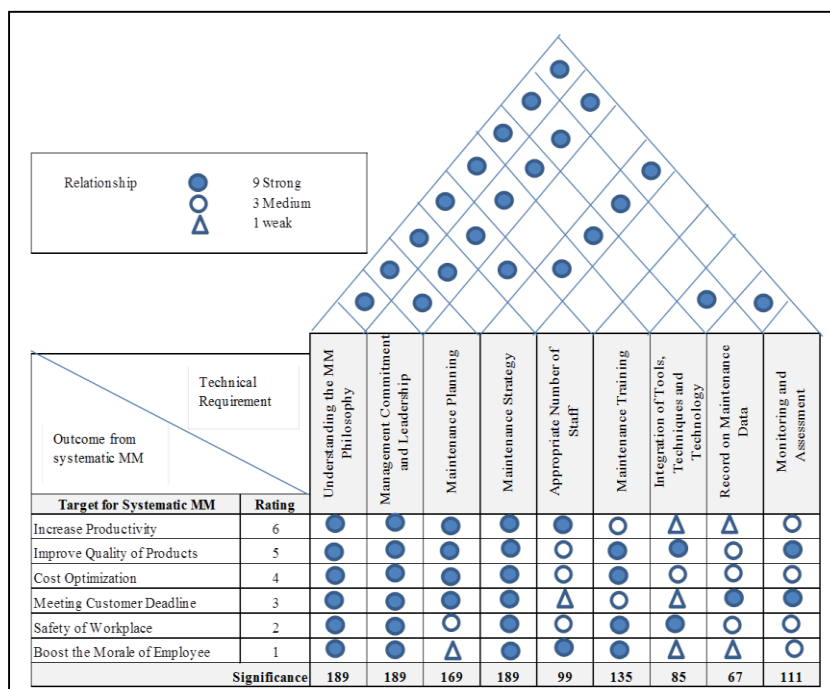 Relationship
9 Strong
3 Medium
1 weak
Technical
Requirement
Outcome from
systematic MM
Understanding the MM
Philosophy
Management Commitment
and Leadership
Maintenance Planning
Maintenance Strategy
Appropriate Number of
Staff
Maintenance Training
Integration of Tools,
Techniques and
Technology
Record on Maintenance
Data
Monitoring and
Assessment
Target for Systematic MM Rating
Increase Productivity 6
Improve Quality of Products 5
Cost Optimization 4
Meeting Customer Deadline 3
Safety of Workplace 2
Boost the Morale of Employee 1
Significance 189 189 169 189 99 135 85 67 111